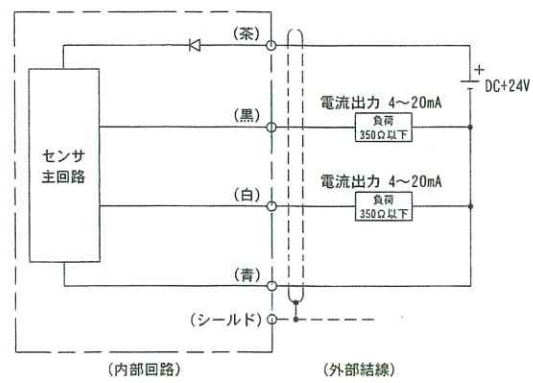 (茶)
+
DC+24V
(黒)
電流出力 4〜20mA
負荷
350Ω以下
センサ
主回路
(白)
電流出力 4〜20mA
負荷
350Ω以下
(青)
(シールド)
(内部回路)
(外部結線)